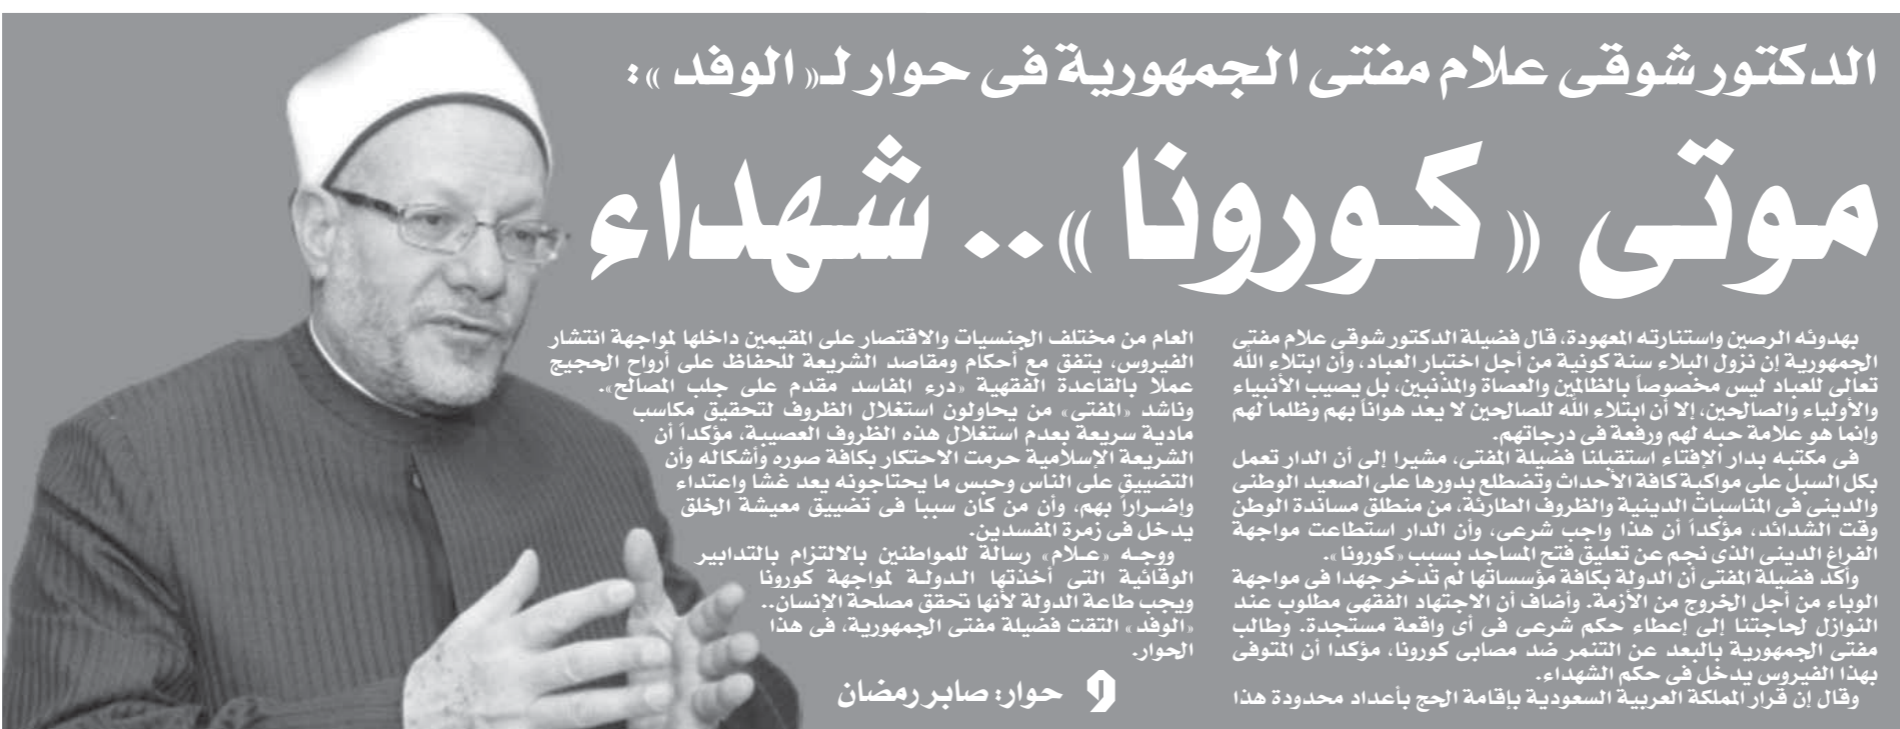 الدكتور شوقى علام مفتى الجمهورية فى حوار لـ«الوفد»:
موتى «كورونا».. شهداء
بهدوئه الرصين واستنارته المعهودة، قال فضيلة الدكتور شوقى علام مفتى
الجمهورية إن نزول البلاء سنة كونية من أجل اختبار العباد، وأن ابتلاء الله
تعالى للعباد ليس مخصوصاً بالظالمين والعصاة والمذنبين، بل يصيب الأنبياء
والأولياء والصالحين، إلا أن ابتلاء الله للصالحين لا يعد هواناً بهم وظلما لهم
وإنما هو علامة حبه لهم ورفعة فى درجاتهم.
فى مكتبه بدار الإفتاء استقبلنا فضيلة المفتى، مشيرا إلى أن الدار تعمل
بكل السبل على مواكبة كافة الأحداث وتضطلع بدورها على الصعيد الوطنى
والدينى فى المناسبات الدينية والظروف الطارئة، من منطلق مساندة الوطن
وقت الشدائد، مؤكداً أن هذا واجب شرعى، وأن الدار استطاعت مواجهة
الفراغ الدينى الذى نجم عن تعليق فتح المساجد بسبب «كورونا».
وأكد فضيلة المفتى أن الدولة بكافة مؤسساتها لم تدخر جهدا فى مواجهة
الوباء من أجل الخروج من الأزمة. وأضاف أن الاجتهاد الفقهى مطلوب عند
النوازل لحاجتنا إلى إعطاء حكم شرعى فى أى واقعة مستجدة. وطالب
مفتى الجمهورية بالبعد عن التنمر ضد مصابى كورونا، مؤكدا أن المتوفى
بهذا الفيروس يدخل فى حكم الشهداء.
وقال إن قرار المملكة العربية السعودية بإقامة الحج بأعداد محدودة هذا
العام من مختلف الجنسيات والاقتصار على المقيمين داخلها لمواجهة انتشار
الفيروس، يتفق مع أحكام ومقاصد الشريعة للحفاظ على أرواح الحجيج
عملا بالقاعدة الفقهية «درء المفاسد مقدم على جلب المصالح».
وناشد «المفتى» من يحاولون استغلال الظروف لتحقيق مكاسب
مادية سريعة بعدم استغلال هذه الظروف العصيبة، مؤكداً أن
الشريعة الإسلامية حرمت الاحتكار بكافة صوره وأشكاله وأن
التضييق على الناس وحبس ما يحتاجونه يعد غشا واعتداء
وإضراراً بهم، وأن من كان سببا فى تضييق معيشة الخلق
يدخل فى زمرة المفسدين.
ووجه «علام» رسالة للمواطنين بالالتزام بالتدابير
الوقائية التى أخذتها الدولة لمواجهة كورونا
ويجب طاعة الدولة لأنها تحقق مصلحة الإنسان..
«الوفد» التقت فضيلة مفتى الجمهورية، فى هذا
الحوار.
حوار: صابر رمضان